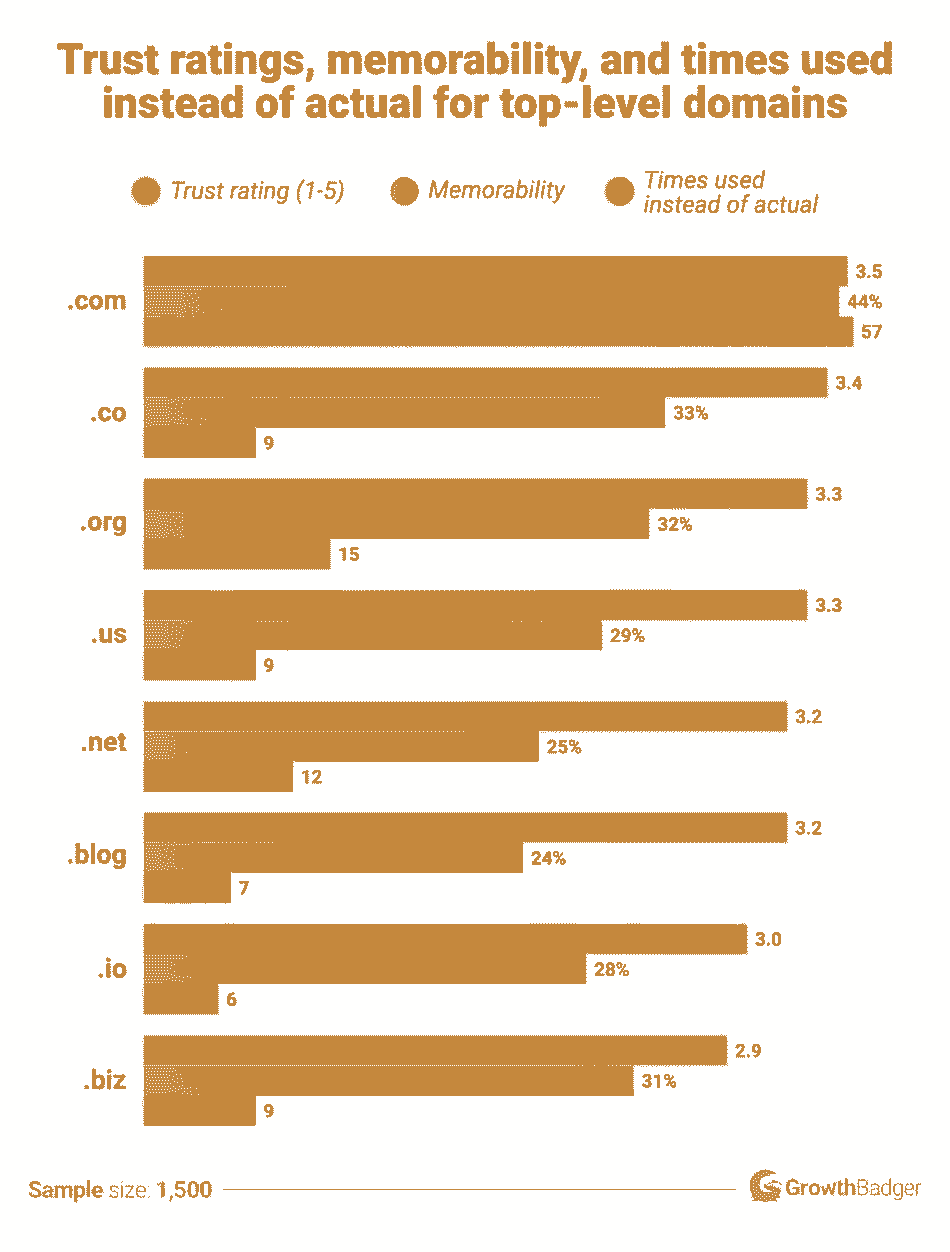 Trust ratings, memorability, and times used
instead of actual for top-level domains
Trust rating (1-5)
Memorability
Times used
instead of actual
.com
3.5
44%
57
.co
3.4
33%
9
.org
3.3
32%
15
.us
3.3
29%
9
.net
3.2
25%
12
.blog
3.2
24%
7
.io
3.0
28%
6
.biz
2.9
31%
9
Sample size: 1,500
GrowthBadger